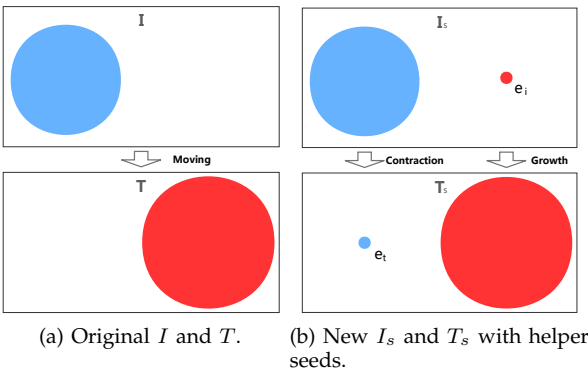 I
Moving
T
(a) Original I and T.
Iₛ
eᵢ
Contraction
Growth
Tₛ
eₜ
(b) New Iₛ and Tₛ with helper
seeds.